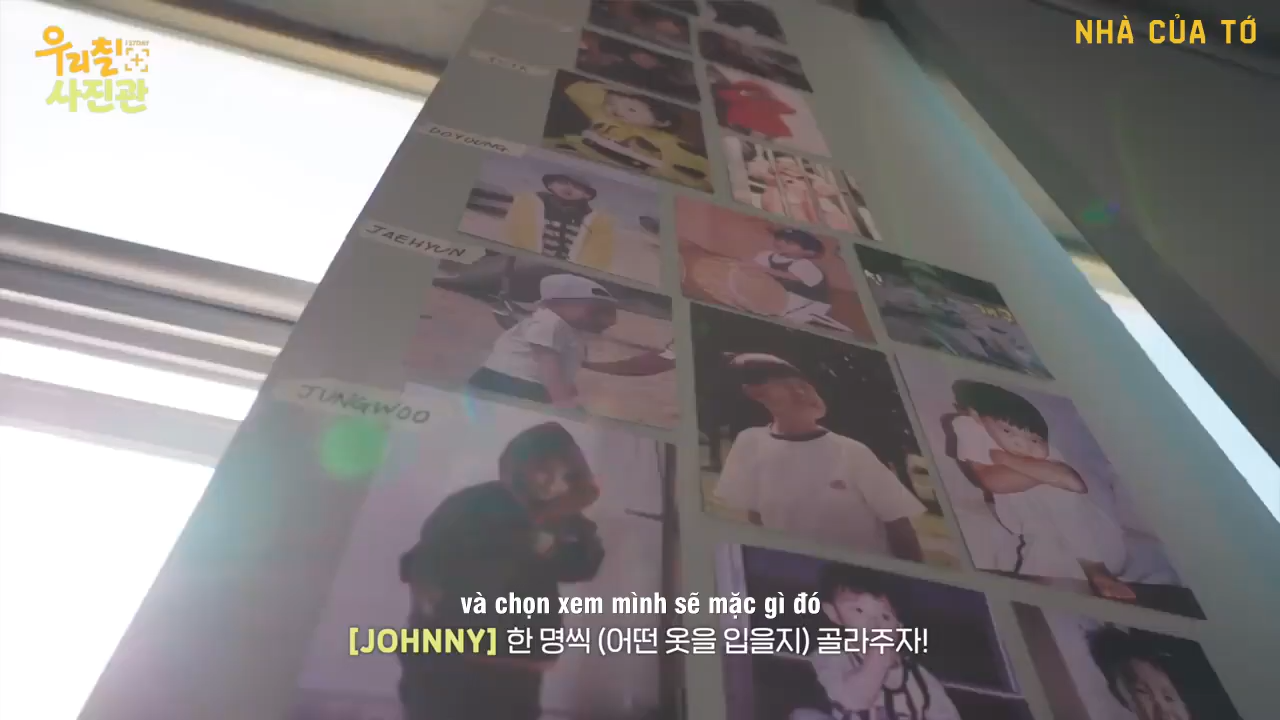 우리칠
사진관
NHÀ CỦA TỚ
DOYOUNG
JAEHYUN
JUNGWOO
và chọn xem mình sẽ mặc gì đó
[JOHNNY] 한 명씩 (어떤 옷을 입을지) 골라주자!